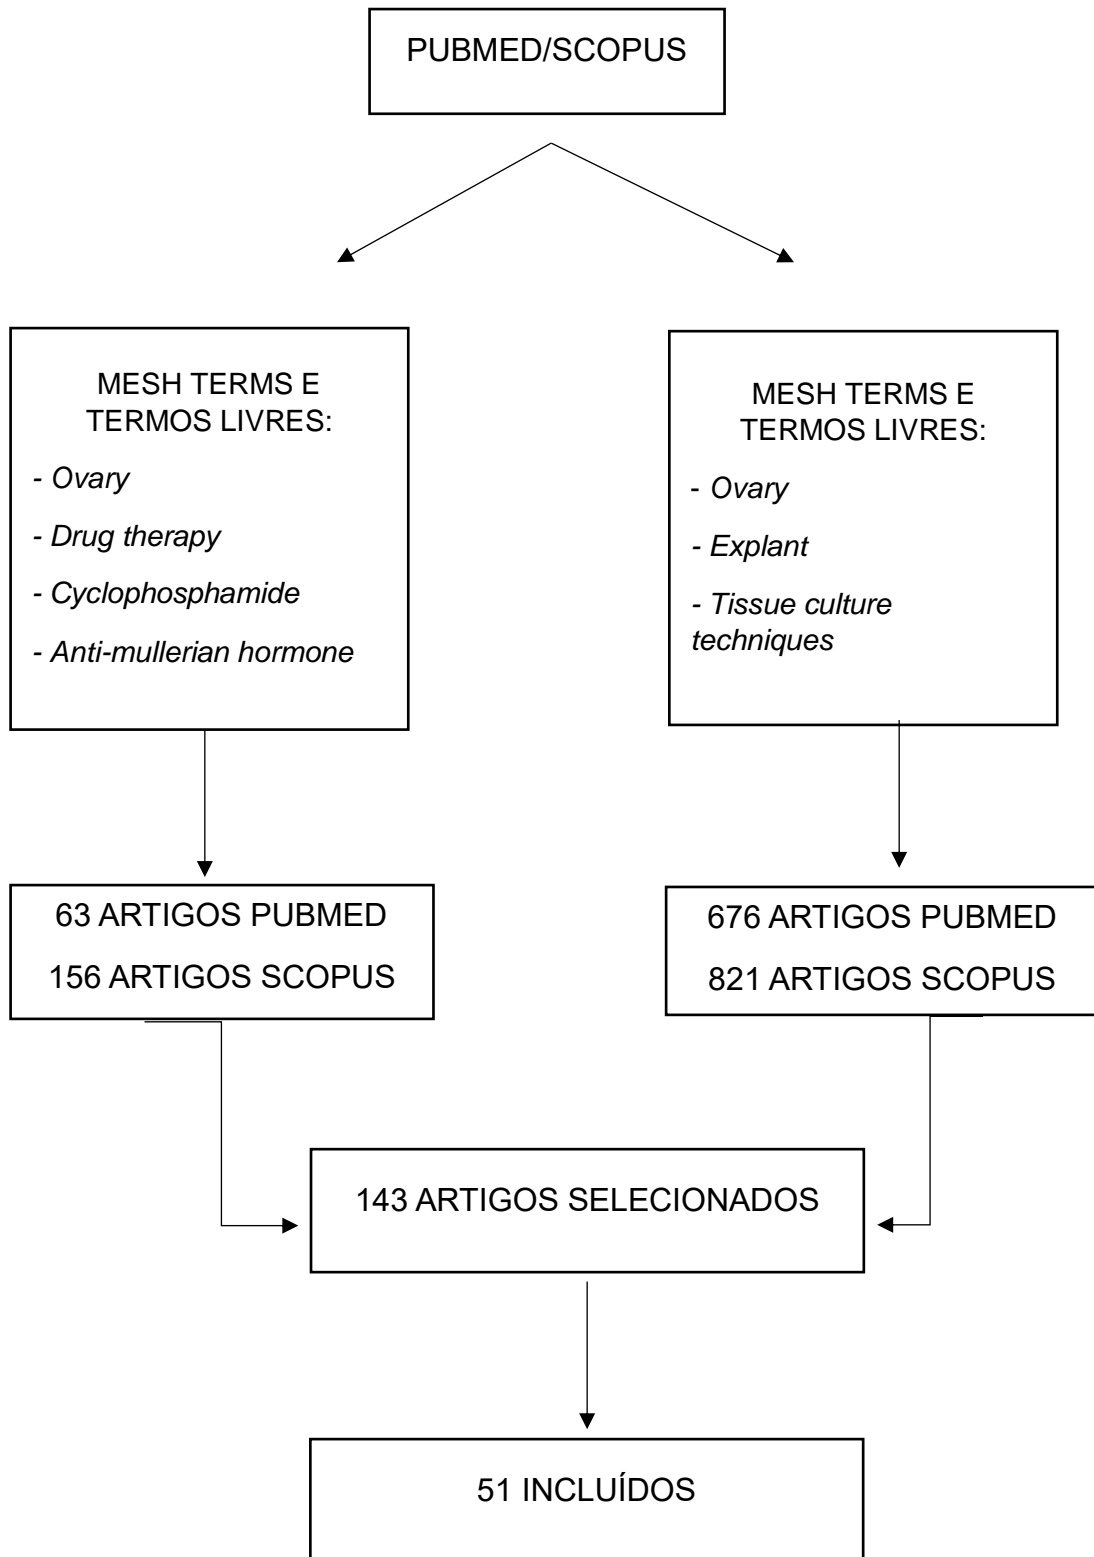 PUBMED/SCOPUS
MESH TERMS E
TERMOS LIVRES:
- Ovary
- Drug therapy
- Cyclophosphamide
- Anti-mullerian hormone
MESH TERMS E
TERMOS LIVRES:
- Ovary
- Explant
- Tissue culture
techniques
63 ARTIGOS PUBMED
156 ARTIGOS SCOPUS
676 ARTIGOS PUBMED
821 ARTIGOS SCOPUS
143 ARTIGOS SELECIONADOS
51 INCLUÍDOS